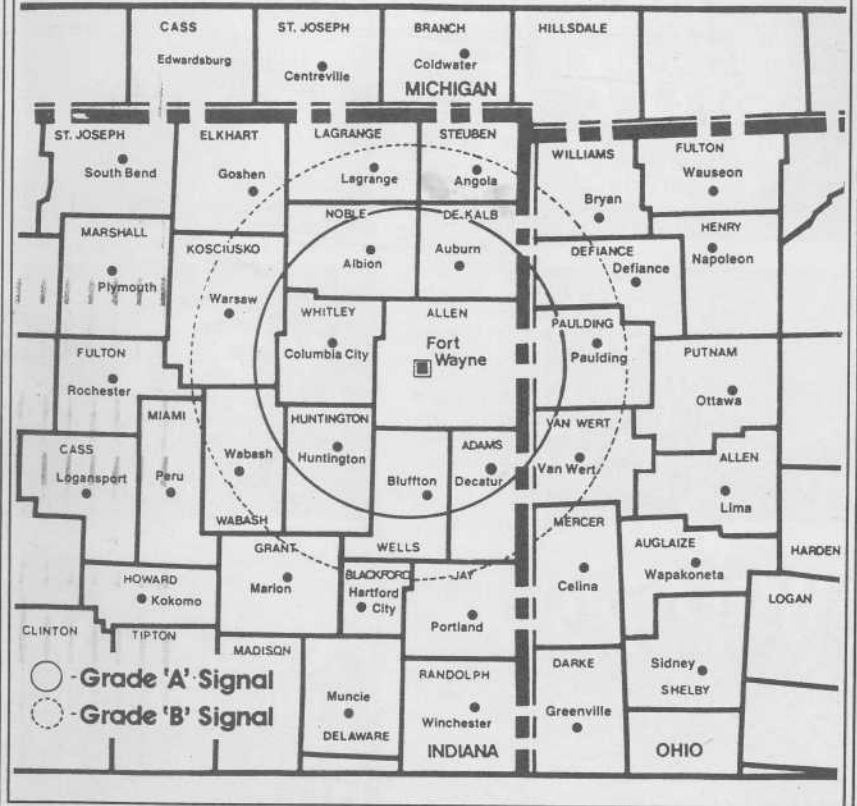 CASS
Edwardsburg
ST. JOSEPH
Centreville
BRANCH
Coldwater
MICHIGAN
HILLSDALE
ST. JOSEPH
South Bend
ELKHART
Goshen
LAGRANGE
Lagrange
STEUBEN
Angola
WILLIAMS
Bryan
FULTON
Wauseon
MARSHALL
Plymouth
KOSCIUSKO
Warsaw
NOBLE
Albion
DE KALB
Auburn
DEFIANCE
Defiance
HENRY
Napoleon
WHITLEY
Columbia City
ALLEN
Fort
Wayne
PAULDING
Paulding
PUTNAM
Ottawa
FULTON
Rochester
MIAMI
Peru
CASS
Logansport
Wabash
WABASH
HUNTINGTON
Huntington
Bluffton
WELLS
ADAMS
Decatur
VAN WERT
Van Wert
ALLEN
Lima
GRANT
Marion
BLACKFORD
Hartford
City
JAY
Portland
MERCER
Celina
AUGLAIZE
Wapakoneta
HARDEN
HOWARD
Kokomo
LOGAN
CLINTON
TIPTON
MADISON
RANDOLPH
Winchester
INDIANA
DARKE
Greenville
Sidney
SHELBY
OHIO
Muncie
DELAWARE
- Grade 'A' Signal
- Grade 'B' Signal